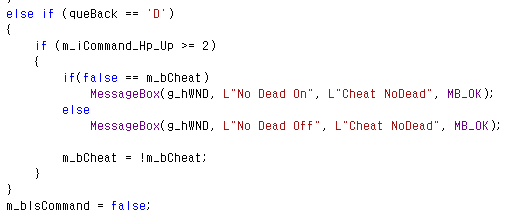 else if (queBack == 'D')
{
    if (m_iCommand_Hp_Up >= 2)
    {
        if(false == m_bCheat)
            MessageBox(g_hWND, L"No Dead On", L"Cheat NoDead", MB_OK);
        else
            MessageBox(g_hWND, L"No Dead Off", L"Cheat NoDead", MB_OK);

        m_bCheat = !m_bCheat;
    }
}
m_bIsCommand = false;